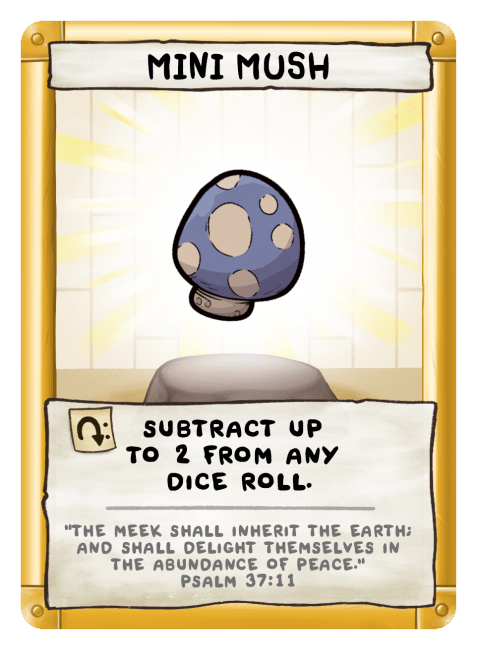 MINI MUSH
SUBTRACT UP
TO 2 FROM ANY
DICE ROLL.
"THE MEEK SHALL INHERIT THE EARTH;
AND SHALL DELIGHT THEMSELVES IN
THE ABUNDANCE OF PEACE."
PSALM 37:11